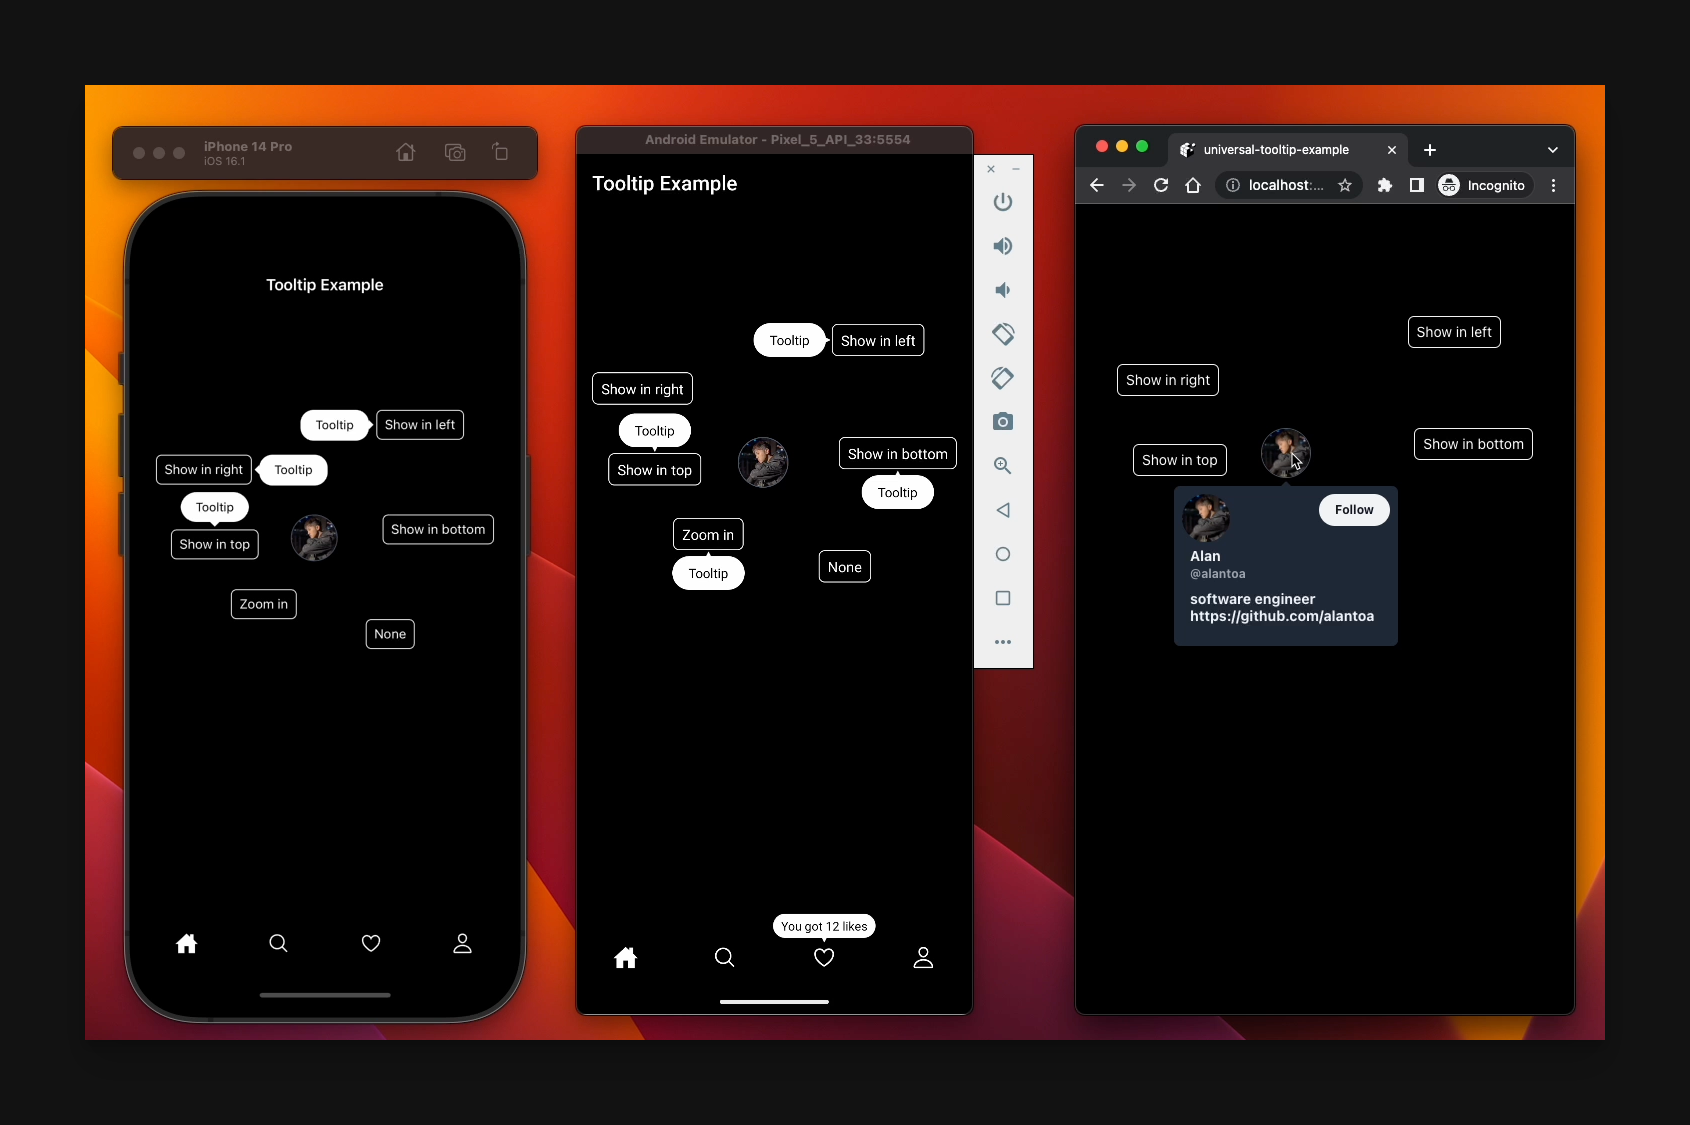 iPhone 14 Pro
iOS 16.1
Tooltip Example
Tooltip
Show in left
Show in right
Tooltip
Tooltip
Show in top
Show in bottom
Zoom in
None
Android Emulator - Pixel_5_API_33:5554
Tooltip Example
Tooltip
Show in left
Show in right
Tooltip
Show in top
Show in bottom
Tooltip
Zoom in
Tooltip
None
You got 12 likes
universal-tooltip-example
localhost:...
Incognito
Show in left
Show in right
Show in top
Show in bottom
Follow
Alan
@alantoa
software engineer
https://github.com/alantoa